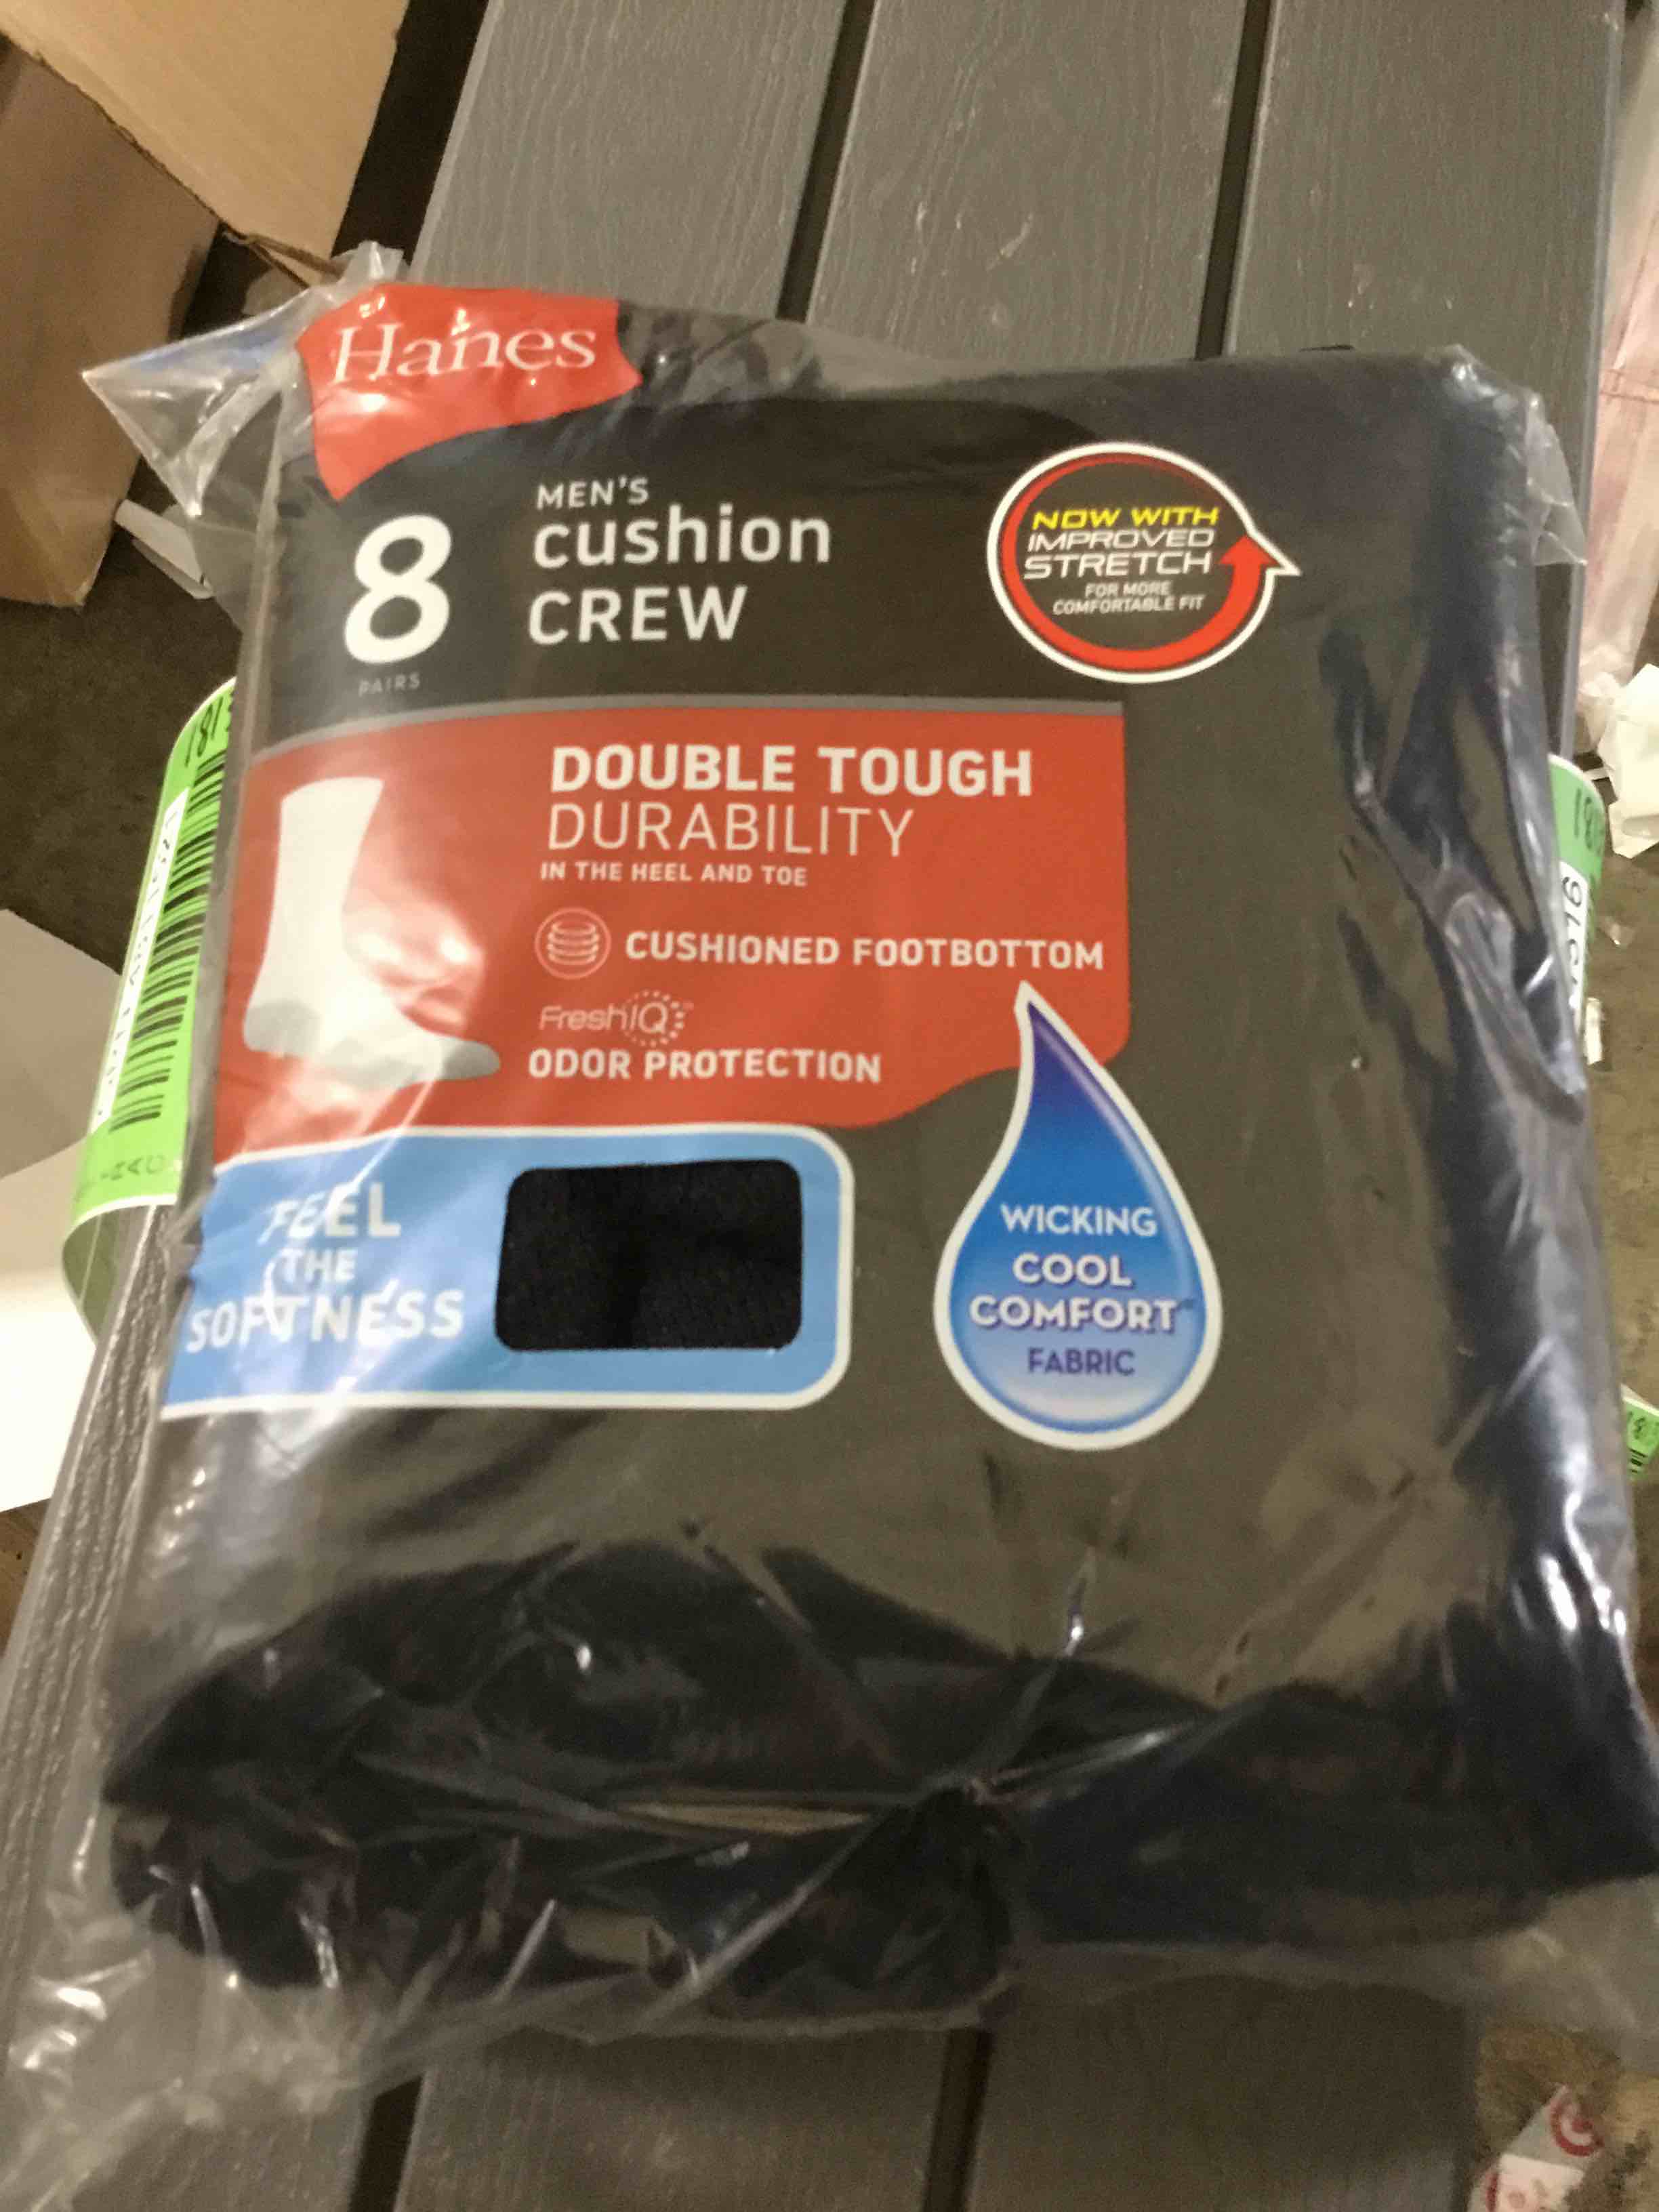 Hanes
8
PAIRS
MEN'S
cushion
CREW
NOW WITH
IMPROVED
STRETCH
FOR MORE
COMFORTABLE FIT
DOUBLE TOUGH
DURABILITY
IN THE HEEL AND TOE
CUSHIONED FOOTBOTTOM
FreshIQ
ODOR PROTECTION
FEEL
THE
SOFTNESS
WICKING
COOL
COMFORT
FABRIC